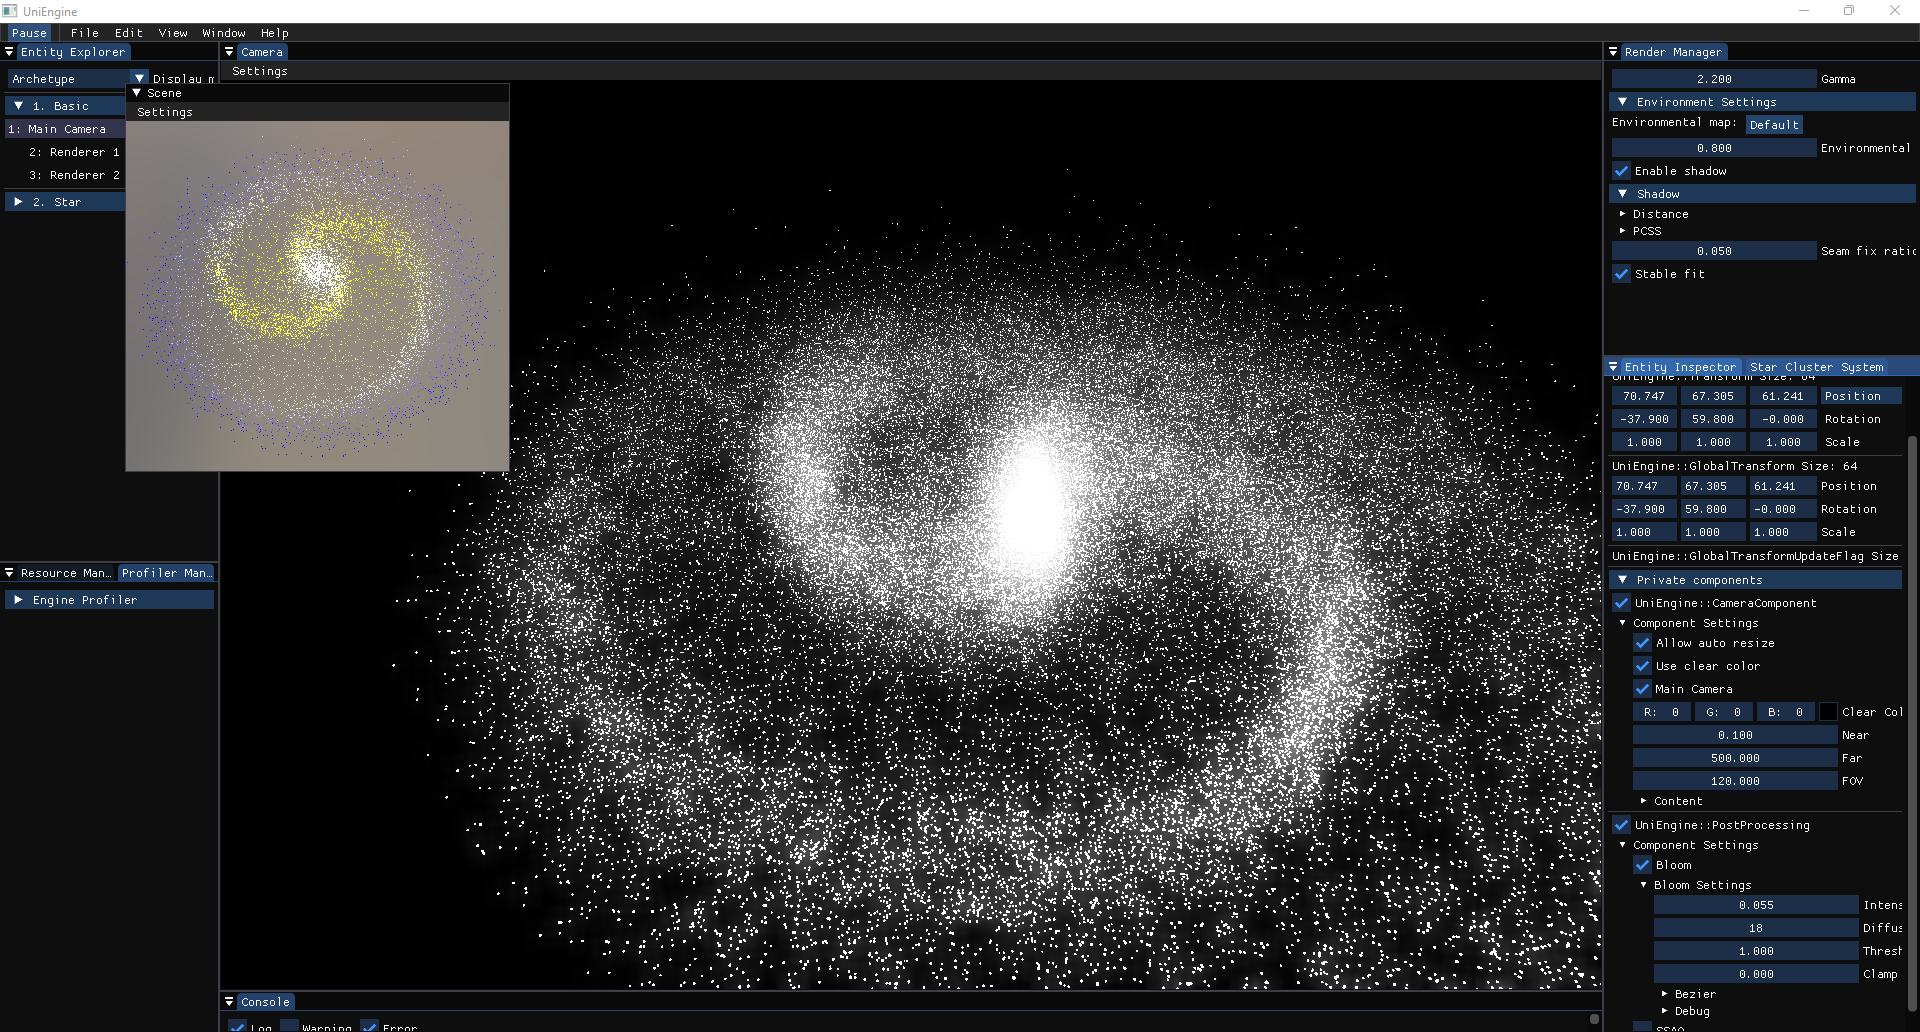 UniEngine
Pause File Edit View Window Help
Entity Explorer
Archetype Display
1. Basic
1: Main Camera
2: Renderer 1
3: Renderer 2
2. Star
Camera
Settings
Scene
Settings
Resource Man... Profiler Man...
Engine Profiler
Console
Log Warning Error
Render Manager
2.200 Gamma
Environment Settings
Environmental map: Default
0.800 Environmental
Enable shadow
Shadow
Distance
PCSS
0.050 Seam fix ratio
Stable fit
Entity Inspector Star Cluster System
UniEngine::Transform Size: 64
70.747 67.305 61.241 Position
-37.900 59.800 -0.000 Rotation
1.000 1.000 1.000 Scale
UniEngine::GlobalTransform Size: 64
70.747 67.305 61.241 Position
-37.900 59.800 -0.000 Rotation
1.000 1.000 1.000 Scale
UniEngine::GlobalTransformUpdateFlag Size
Private components
UniEngine::CameraComponent
Component Settings
Allow auto resize
Use clear color
Main Camera
R: 0 G: 0 B: 0 Clear Col
0.100 Near
500.000 Far
120.000 FOV
Content
UniEngine::PostProcessing
Component Settings
Bloom
Bloom Settings
0.055 Intens
18 Diffus
1.000 Thresh
0.000 Clamp
Bezier
Debug
SSAO